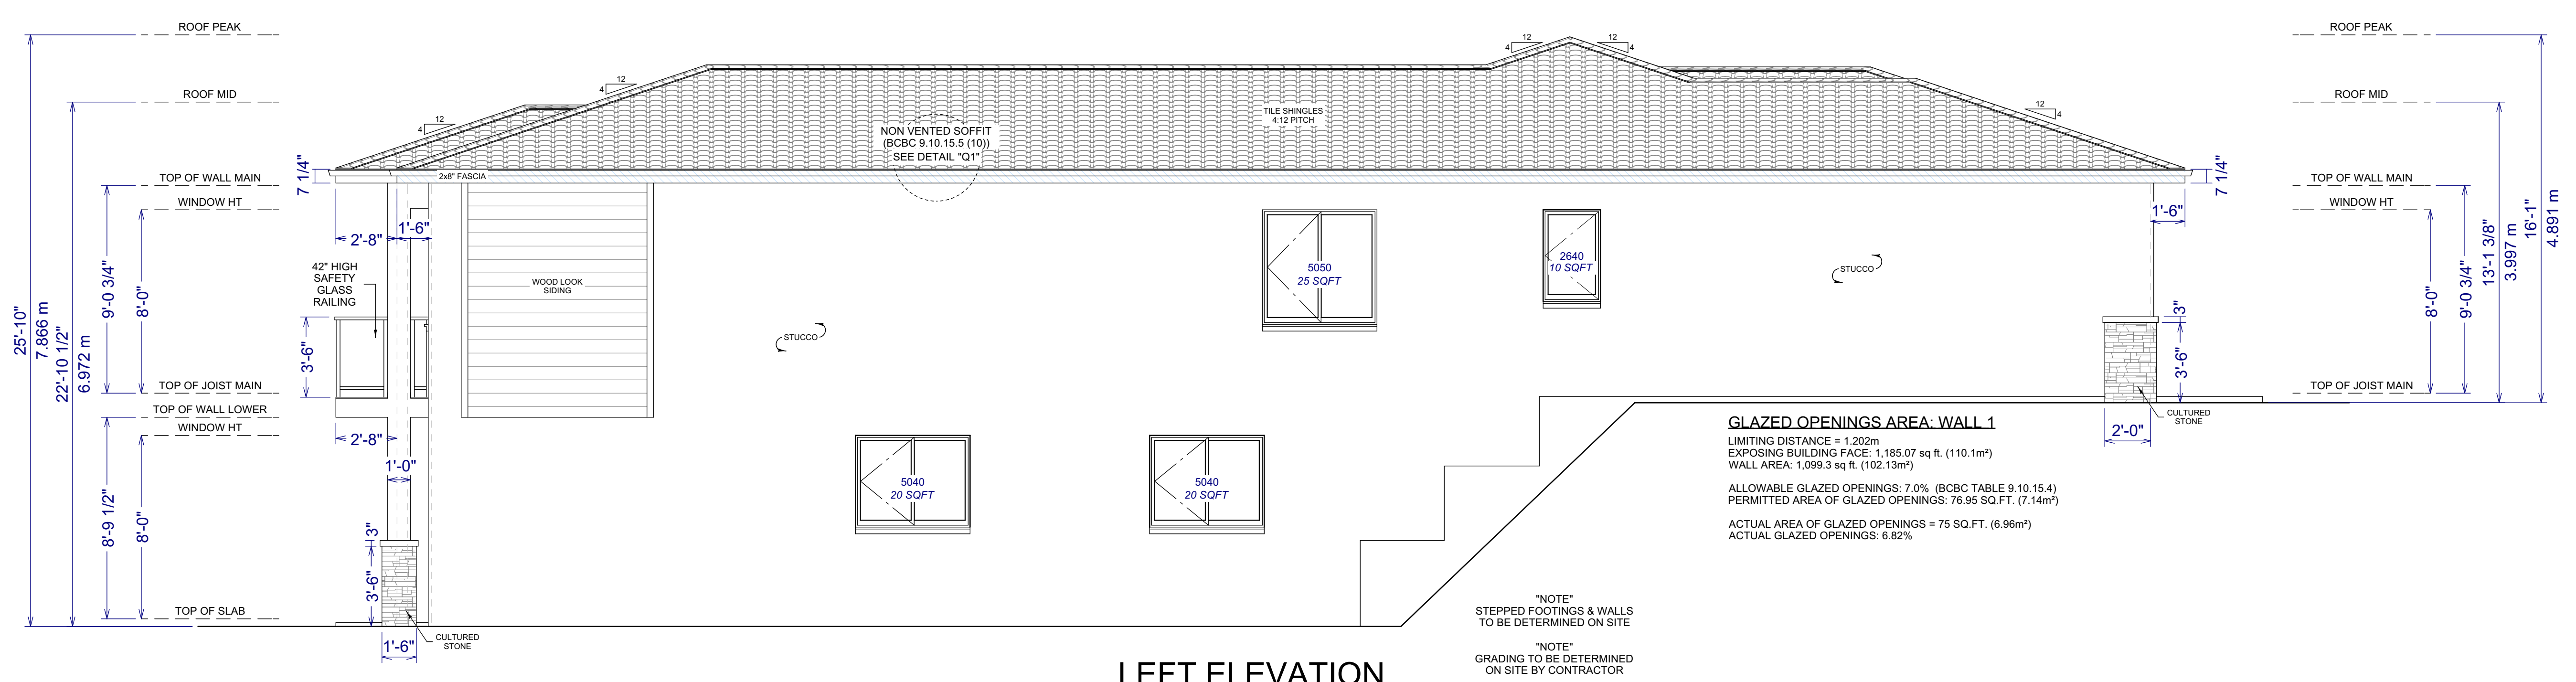 ROOF PEAK
ROOF MID
TOP OF WALL MAIN
WINDOW HT
TOP OF JOIST MAIN
TOP OF WALL LOWER
WINDOW HT
TOP OF SLAB
25'-10"
7.866 m
22'-10 1/2"
6.972 m
9'-0 3/4"
8'-0"
8'-9 1/2"
8'-0"
7 1/4"
2'-8"
1'-6"
42" HIGH
SAFETY
GLASS
RAILING
3'-6"
2'-8"
1'-0"
3"
3'-6"
1'-6"
CULTURED
STONE
12
4
12
4
12
4
12
4
12
4
2x8" FASCIA
WOOD LOOK
SIDING
NON VENTED SOFFIT
(BCBC 9.10.15.5 (10))
SEE DETAIL "Q1"
TILE SHINGLES
4:12 PITCH
STUCCO
5050
25 SQFT
2640
10 SQFT
STUCCO
5040
20 SQFT
5040
20 SQFT
GLAZED OPENINGS AREA: WALL 1
LIMITING DISTANCE = 1.202m
EXPOSING BUILDING FACE: 1,185.07 sq ft. (110.1m²)
WALL AREA: 1,099.3 sq ft. (102.13m²)
ALLOWABLE GLAZED OPENINGS: 7.0% (BCBC TABLE 9.10.15.4)
PERMITTED AREA OF GLAZED OPENINGS: 76.95 SQ.FT. (7.14m²)
ACTUAL AREA OF GLAZED OPENINGS = 75 SQ.FT. (6.96m²)
ACTUAL GLAZED OPENINGS: 6.82%
"NOTE"
STEPPED FOOTINGS & WALLS
TO BE DETERMINED ON SITE
"NOTE"
GRADING TO BE DETERMINED
ON SITE BY CONTRACTOR
LEFT ELEVATION
7 1/4"
1'-6"
3"
3'-6"
2'-0"
CULTURED
STONE
ROOF PEAK
ROOF MID
TOP OF WALL MAIN
WINDOW HT
TOP OF JOIST MAIN
8'-0"
9'-0 3/4"
13'-1 3/8"
3.997 m
16'-1"
4.891 m